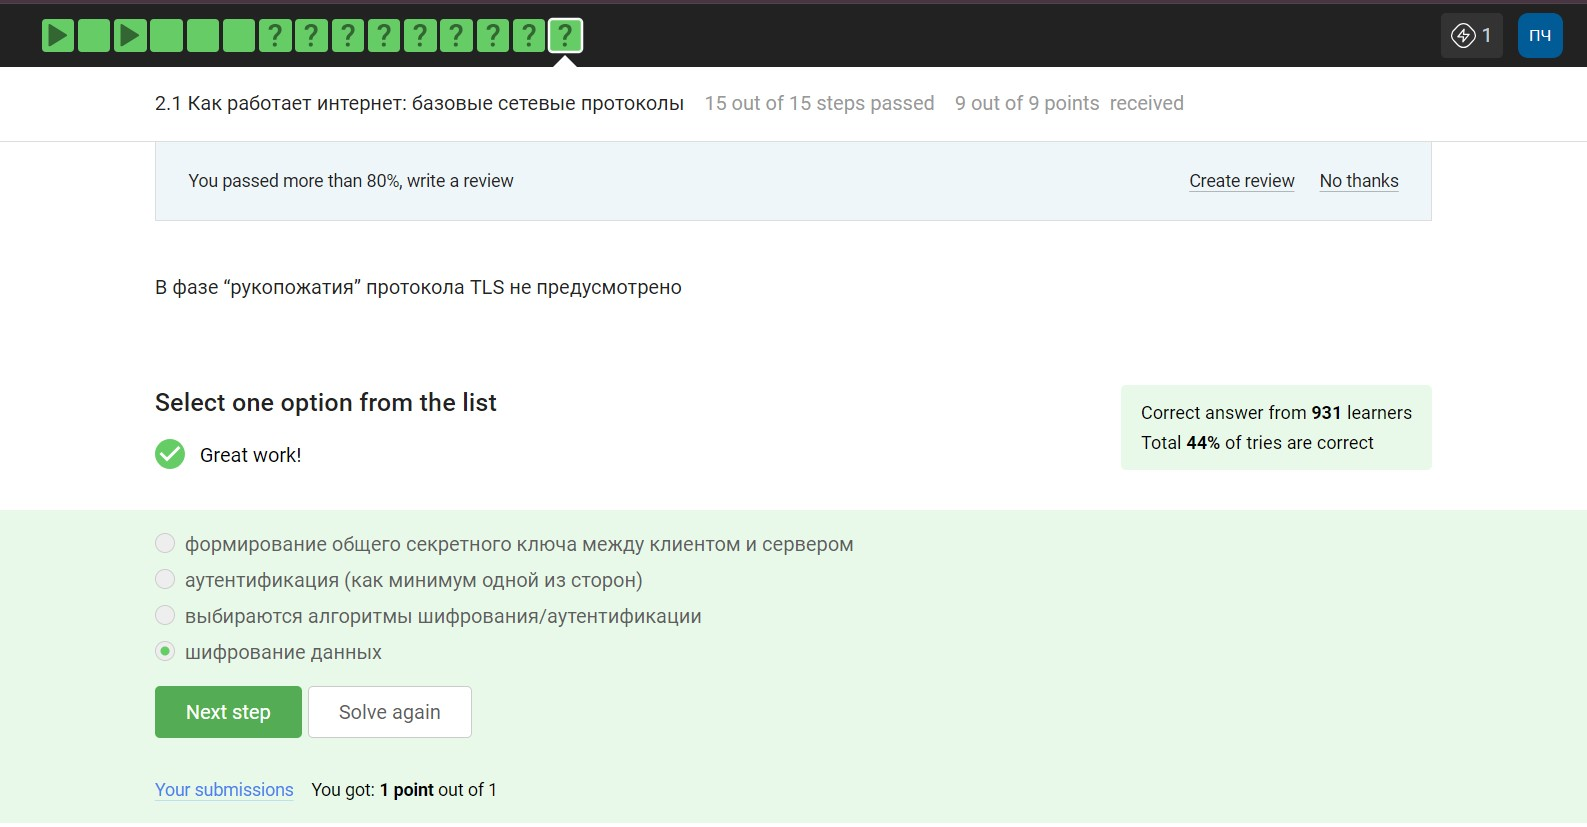 ? ? ? ? ? ? ? ? ?
1
ПЧ
2.1 Как работает интернет: базовые сетевые протоколы 15 out of 15 steps passed 9 out of 9 points received
You passed more than 80%, write a review Create review No thanks
В фазе “рукопожатия” протокола TLS не предусмотрено
Select one option from the list
Great work!
Correct answer from 931 learners
Total 44% of tries are correct
формирование общего секретного ключа между клиентом и сервером
аутентификация (как минимум одной из сторон)
выбираются алгоритмы шифрования/аутентификации
шифрование данных
Next step Solve again
Your submissions You got: 1 point out of 1